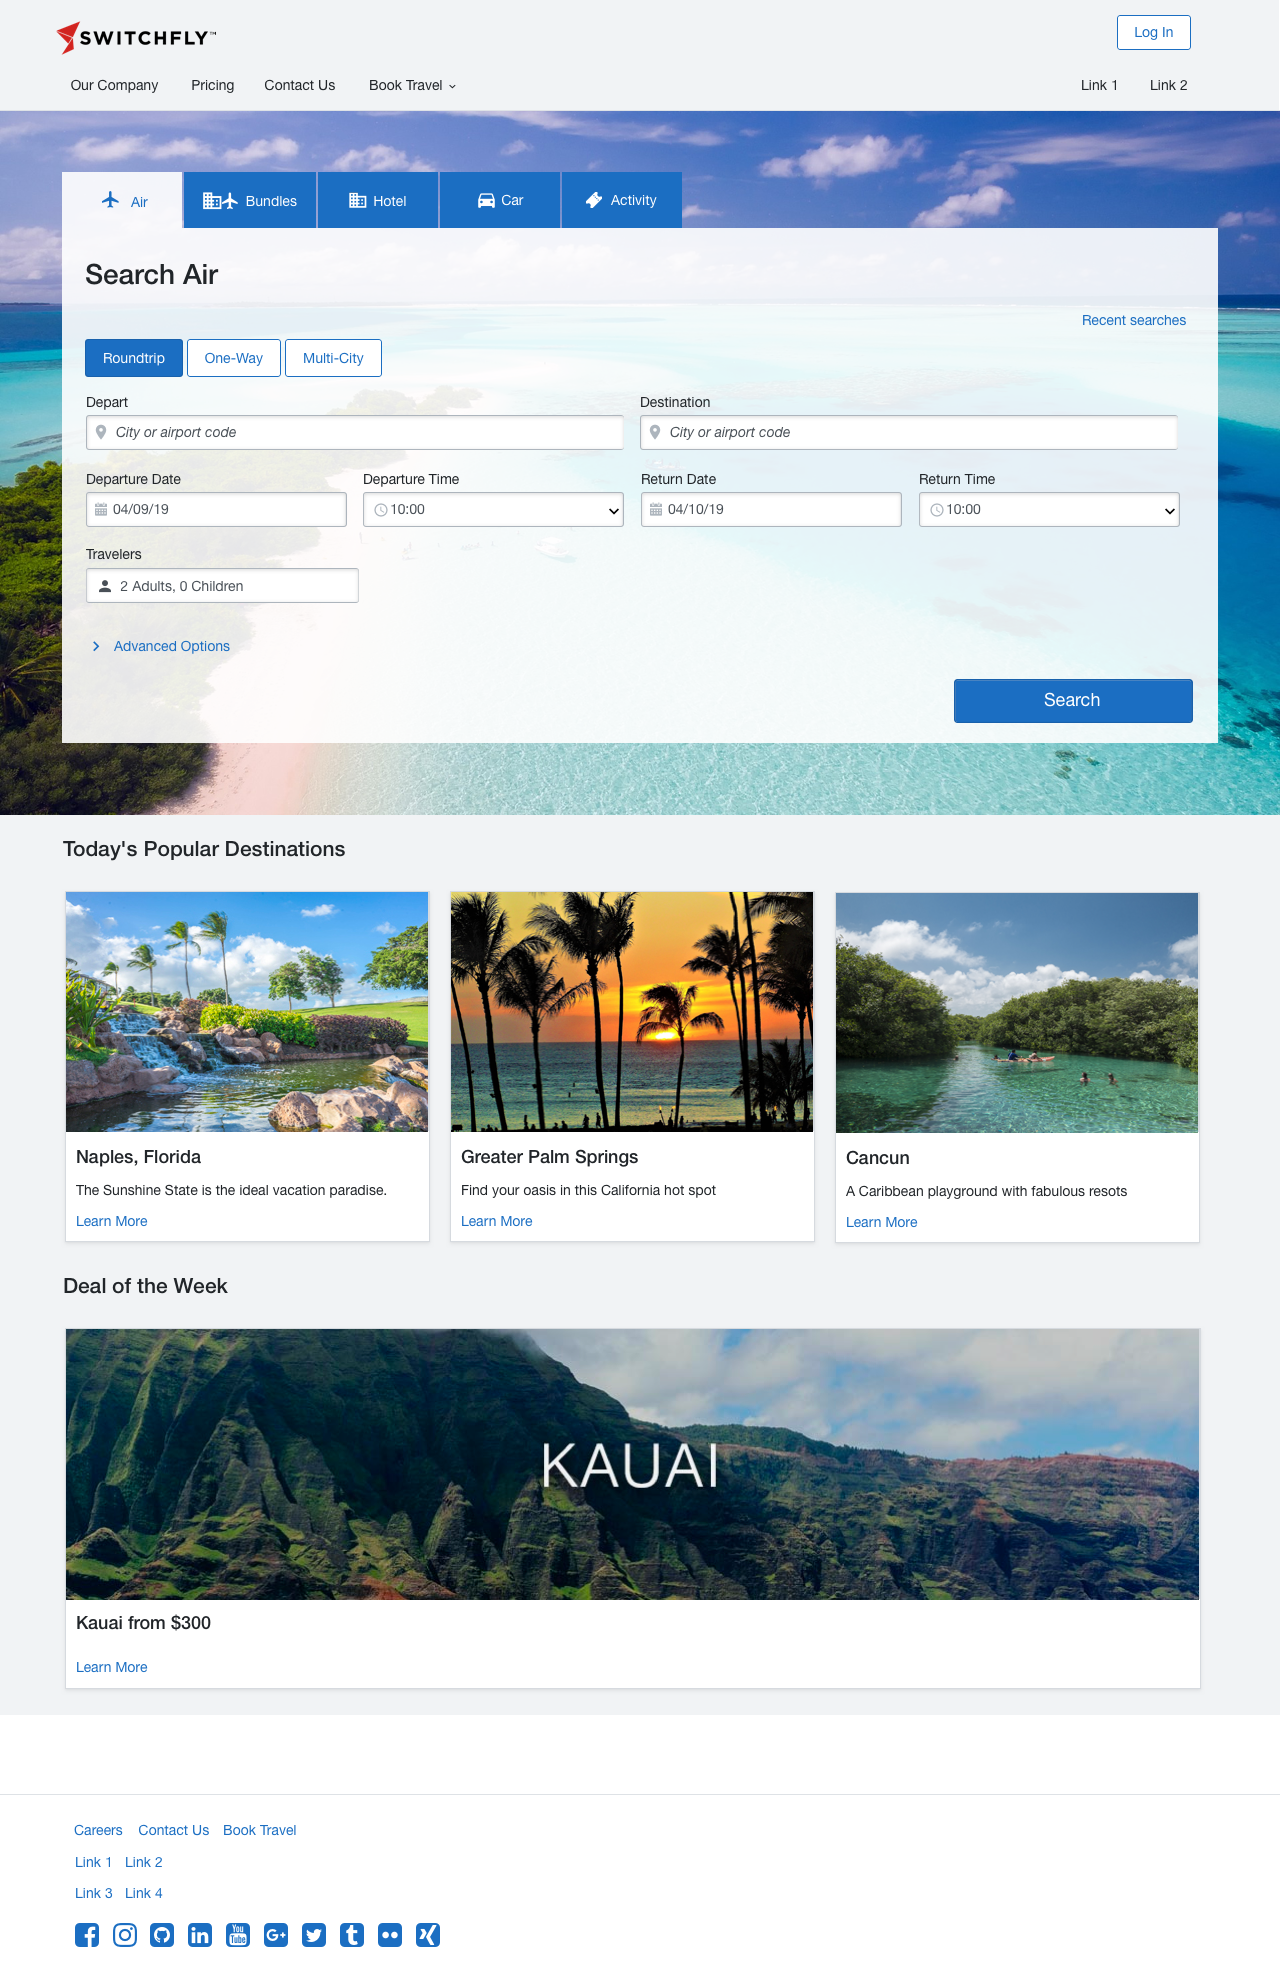 SWITCHFLY™
Log In
Our Company Pricing Contact Us Book Travel Link 1 Link 2
Air Bundles Hotel Car Activity
Search Air
Recent searches
Roundtrip One-Way Multi-City
Depart Destination
City or airport code City or airport code
Departure Date Departure Time Return Date Return Time
04/09/19 10:00 04/10/19 10:00
Travelers
2 Adults, 0 Children
Advanced Options
Search
Today's Popular Destinations
Naples, Florida
The Sunshine State is the ideal vacation paradise.
Learn More
Greater Palm Springs
Find your oasis in this California hot spot
Learn More
Cancun
A Caribbean playground with fabulous resots
Learn More
Deal of the Week
KAUAI
Kauai from $300
Learn More
Careers Contact Us Book Travel
Link 1 Link 2
Link 3 Link 4
You Tube